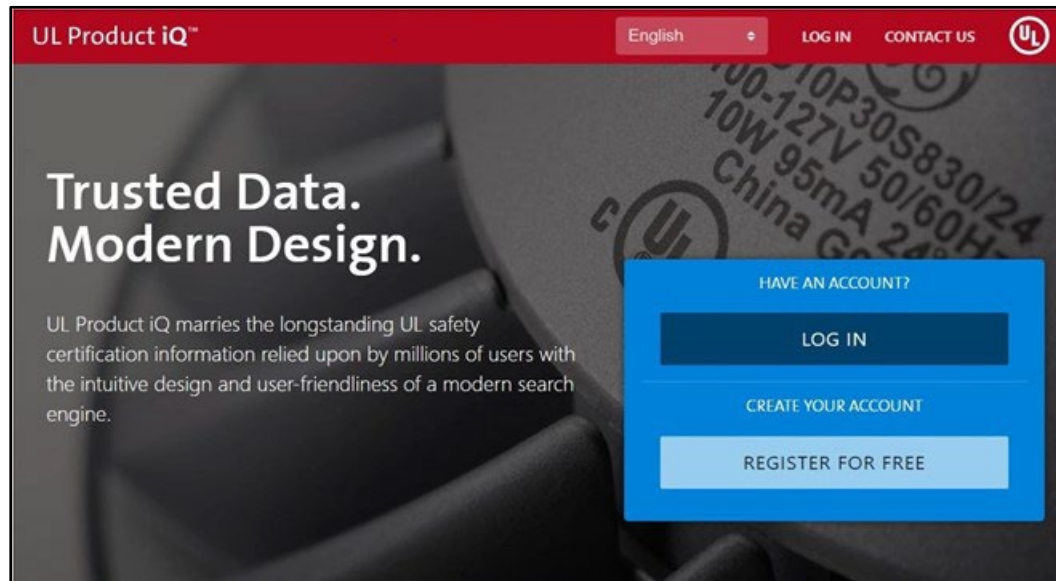 UL Product iQ™
English
LOG IN
CONTACT US
UL
10P30S830/24
100-127V 50/60Hz
10W 95mA 24°
China
C UL
Trusted Data.
Modern Design.
UL Product iQ marries the longstanding UL safety
certification information relied upon by millions of users with
the intuitive design and user-friendliness of a modern search
engine.
HAVE AN ACCOUNT?
LOG IN
CREATE YOUR ACCOUNT
REGISTER FOR FREE